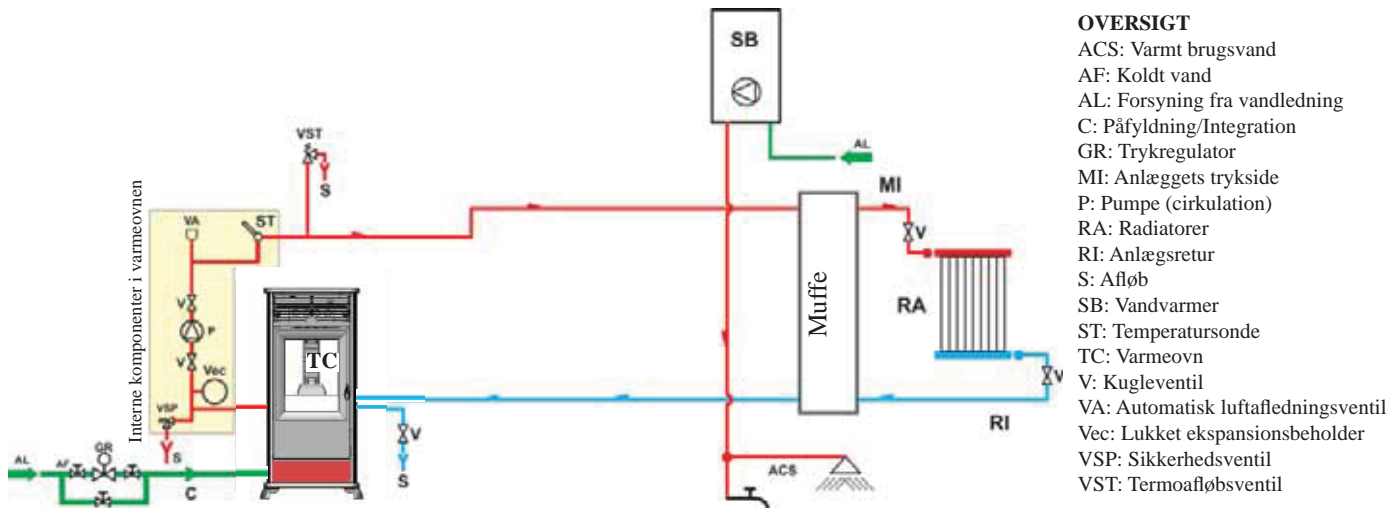 SB
AL
VST
S
MI
V
Interne komponenter i varmeovnen
VA
ST
V
P
V
Vec
VSP
S
TC
Muffe
RA
V
RI
V
S
AL
AF
GR
C
ACS
OVERSIGT
ACS: Varmt brugsvand
AF: Koldt vand
AL: Forsyning fra vandledning
C: Påfyldning/Integration
GR: Trykregulator
MI: Anlæggets trykside
P: Pumpe (cirkulation)
RA: Radiatorer
RI: Anlægsretur
S: Afløb
SB: Vandvarmer
ST: Temperatursonde
TC: Varmeovn
V: Kugleventil
VA: Automatisk luftafledningsventil
Vec: Lukket ekspansionsbeholder
VSP: Sikkerhedsventil
VST: Termoafløbsventil